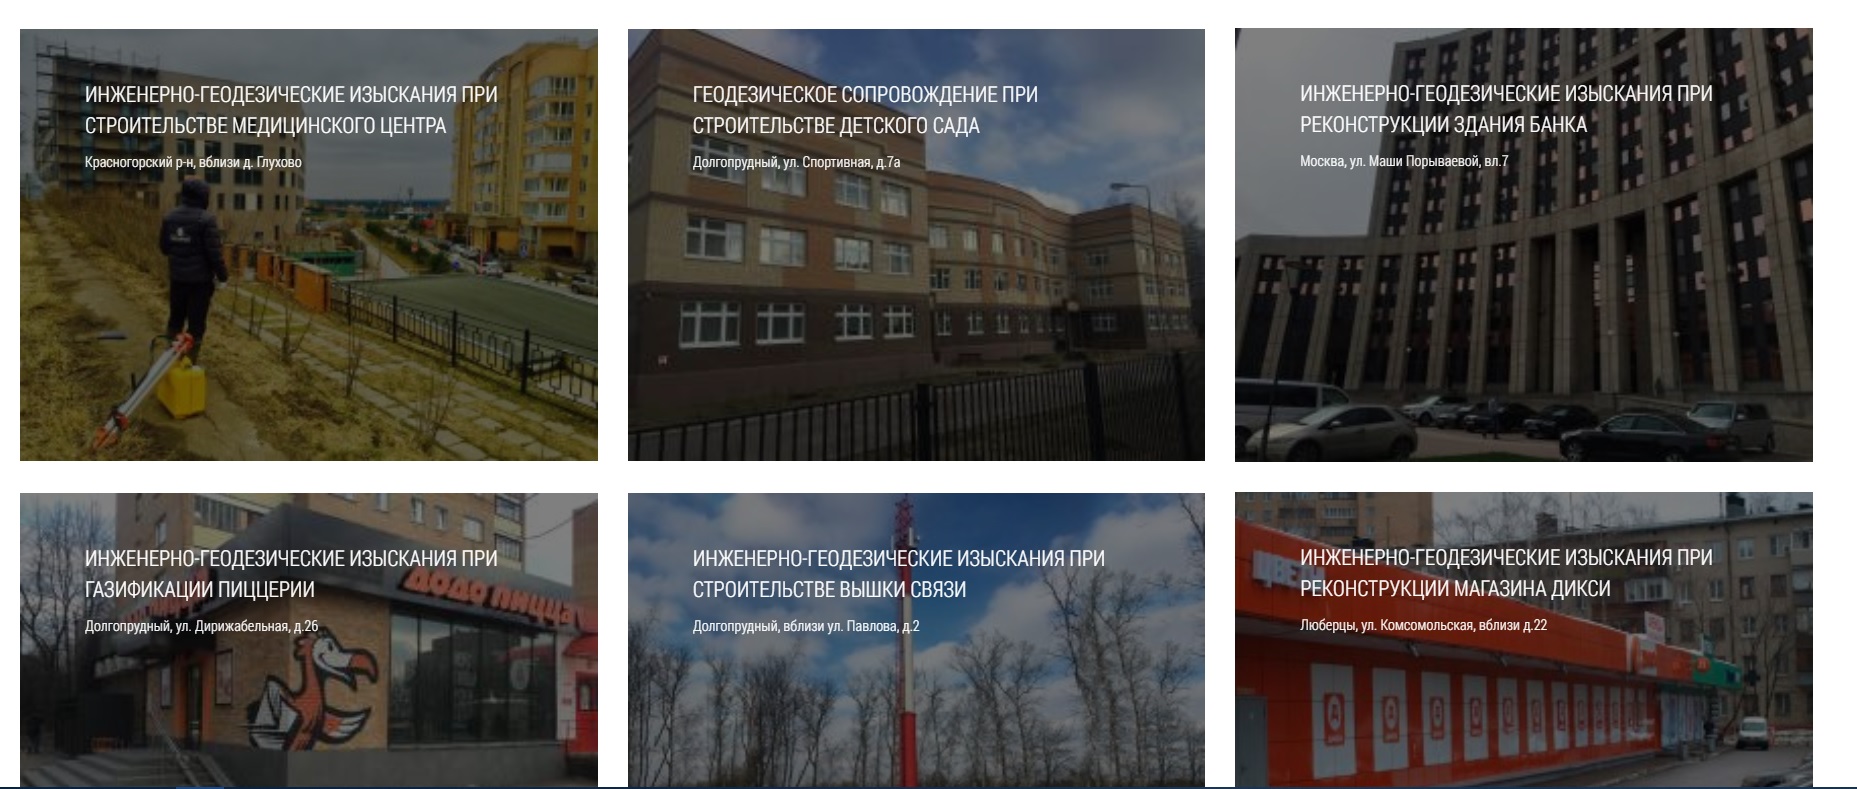 ИНЖЕНЕРНО-ГЕОДЕЗИЧЕСКИЕ ИЗЫСКАНИЯ ПРИ
СТРОИТЕЛЬСТВЕ МЕДИЦИНСКОГО ЦЕНТРА
Красногорский р-н, вблизи д. Глухово
ГЕОДЕЗИЧЕСКОЕ СОПРОВОЖДЕНИЕ ПРИ
СТРОИТЕЛЬСТВЕ ДЕТСКОГО САДА
Долгопрудный, ул. Спортивная, д.7а
ИНЖЕНЕРНО-ГЕОДЕЗИЧЕСКИЕ ИЗЫСКАНИЯ ПРИ
РЕКОНСТРУКЦИИ ЗДАНИЯ БАНКА
Москва, ул. Маши Порываевой, вл.7
ИНЖЕНЕРНО-ГЕОДЕЗИЧЕСКИЕ ИЗЫСКАНИЯ ПРИ
ГАЗИФИКАЦИИ ПИЦЦЕРИИ
Долгопрудный, ул. Дирижабельная, д.26
ДОДО ПИЦЦА
ИНЖЕНЕРНО-ГЕОДЕЗИЧЕСКИЕ ИЗЫСКАНИЯ ПРИ
СТРОИТЕЛЬСТВЕ ВЫШКИ СВЯЗИ
Долгопрудный, вблизи ул. Павлова, д.2
ИНЖЕНЕРНО-ГЕОДЕЗИЧЕСКИЕ ИЗЫСКАНИЯ ПРИ
РЕКОНСТРУКЦИИ МАГАЗИНА ДИКСИ
Люберцы, ул. Комсомольская, вблизи д.22